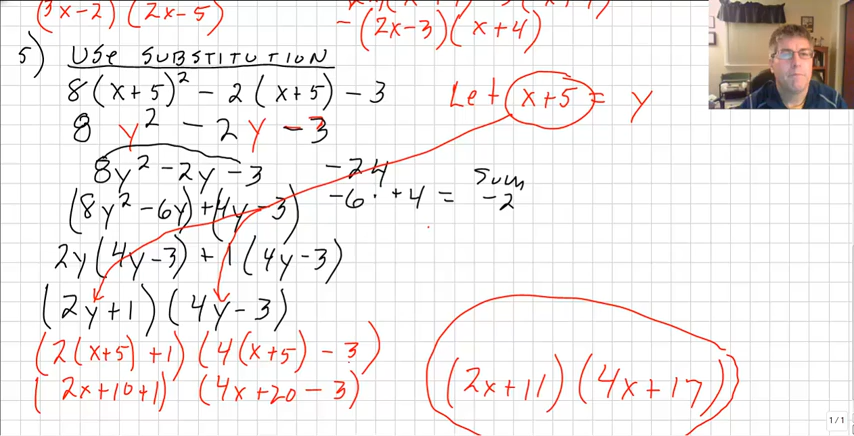 (3x-2)(2x-5)
-(2x-3)(x+4)
5) USE SUBSTITUTION
8(x+5)² - 2(x+5) - 3
Let x+5 = y
8 y² - 2y - 3
8y² - 2y - 3
-24
sum
(8y² - 6y) + (4y - 3)
-6 · +4 = -2
2y(4y-3) + 1(4y-3)
(2y+1)(4y-3)
(2(x+5)+1)(4(x+5)-3)
(2x+10+1)(4x+20-3)
(2x+11)(4x+17)
1/1